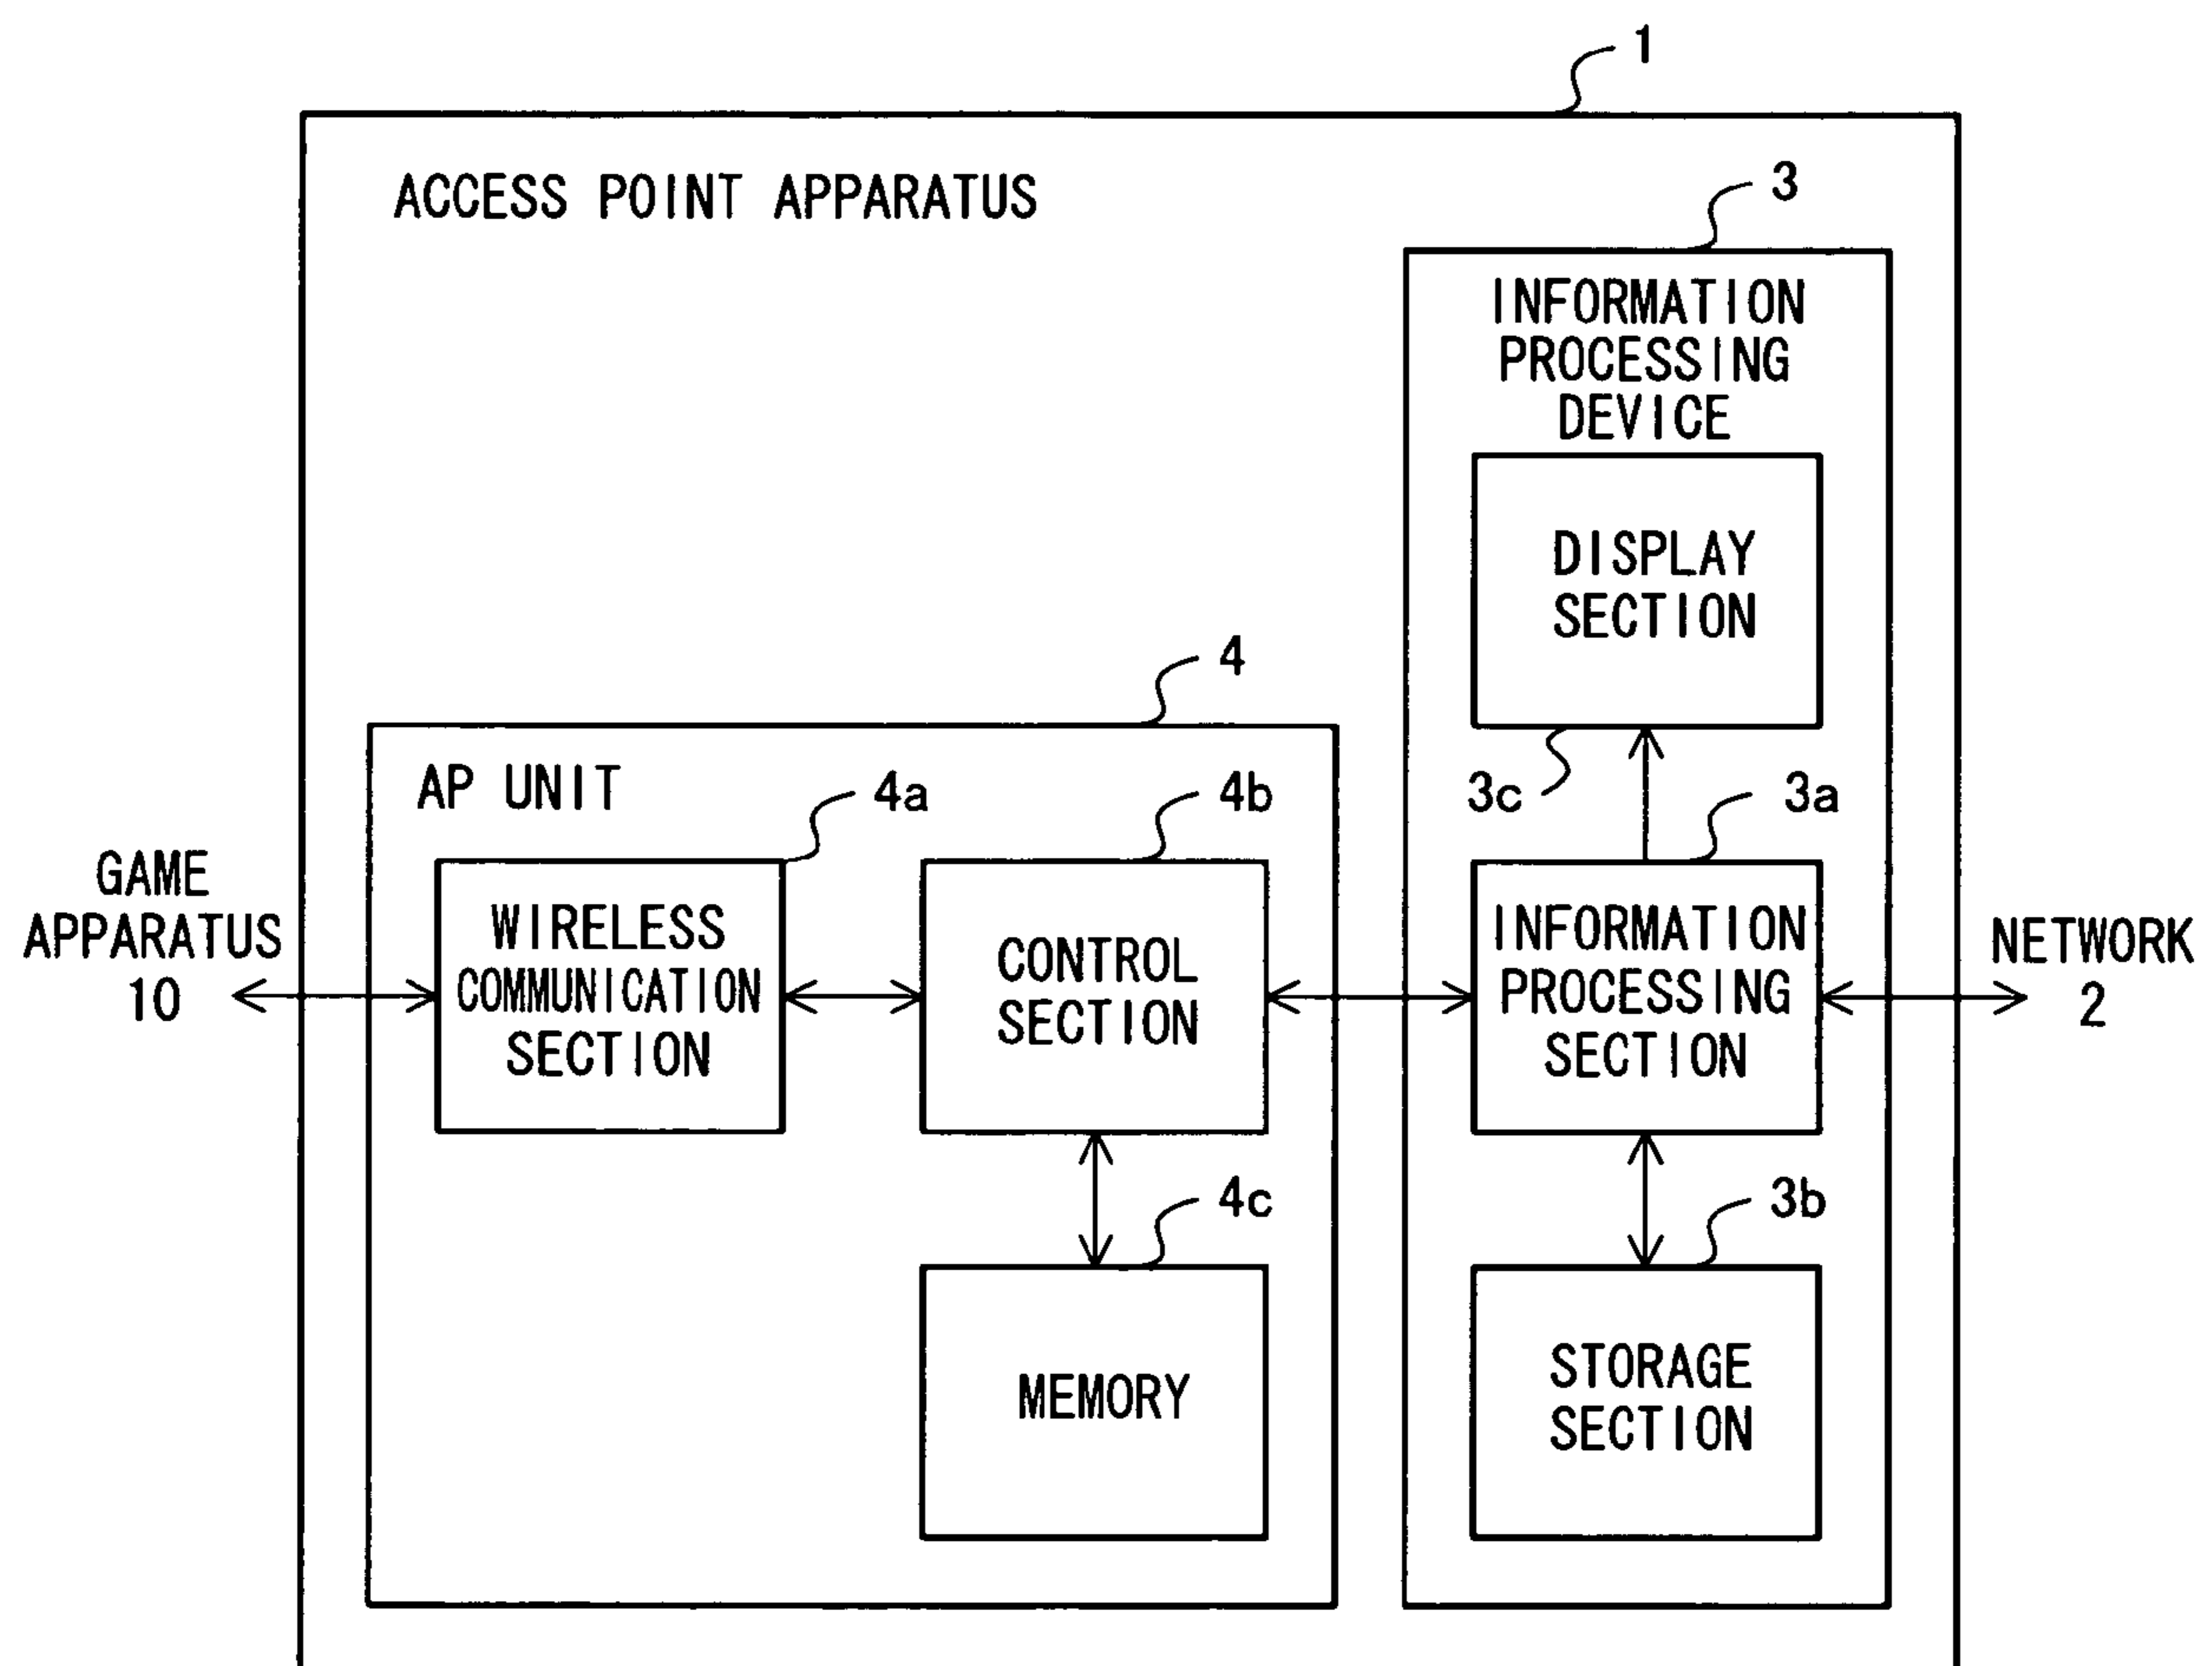 1
ACCESS POINT APPARATUS
3
INFORMATION
PROCESSING
DEVICE
DISPLAY
SECTION
4
AP UNIT
4a
4b
3c
3a
GAME
APPARATUS
10
WIRELESS
COMMUNICATION
SECTION
CONTROL
SECTION
INFORMATION
PROCESSING
SECTION
NETWORK
2
4c
3b
MEMORY
STORAGE
SECTION